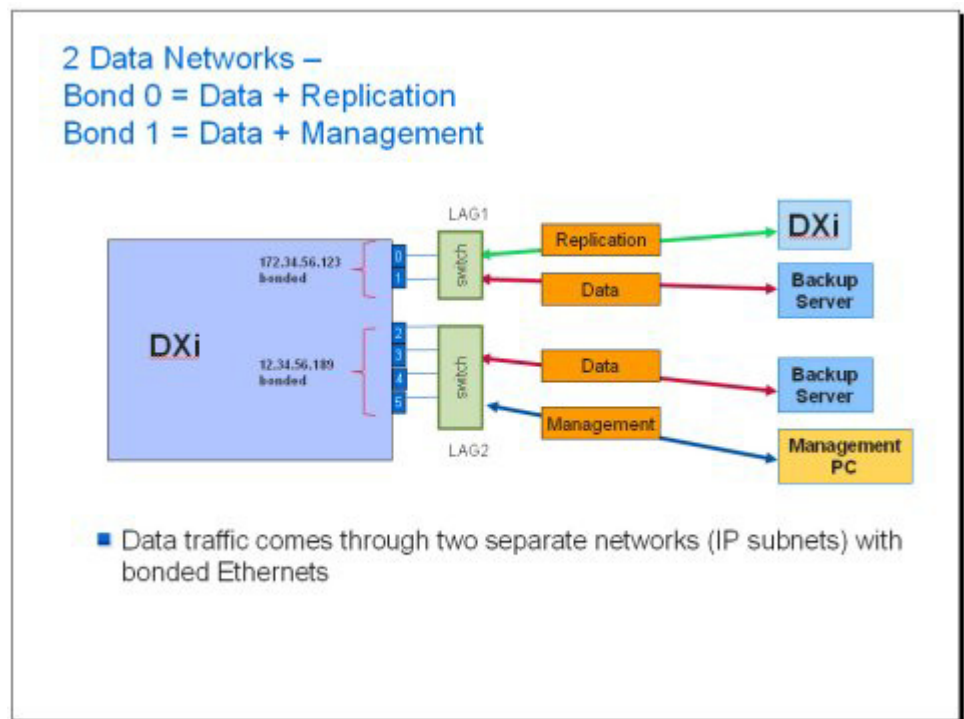 2 Data Networks –
Bond 0 = Data + Replication
Bond 1 = Data + Management
LAG1
DXi
172.34.56.123
bonded
0
1
switch
Replication
DXi
Data
Backup
Server
12.34.56.189
bonded
2
3
4
5
switch
Data
Backup
Server
Management
Management
PC
LAG2
■ Data traffic comes through two separate networks (IP subnets) with
bonded Ethernets